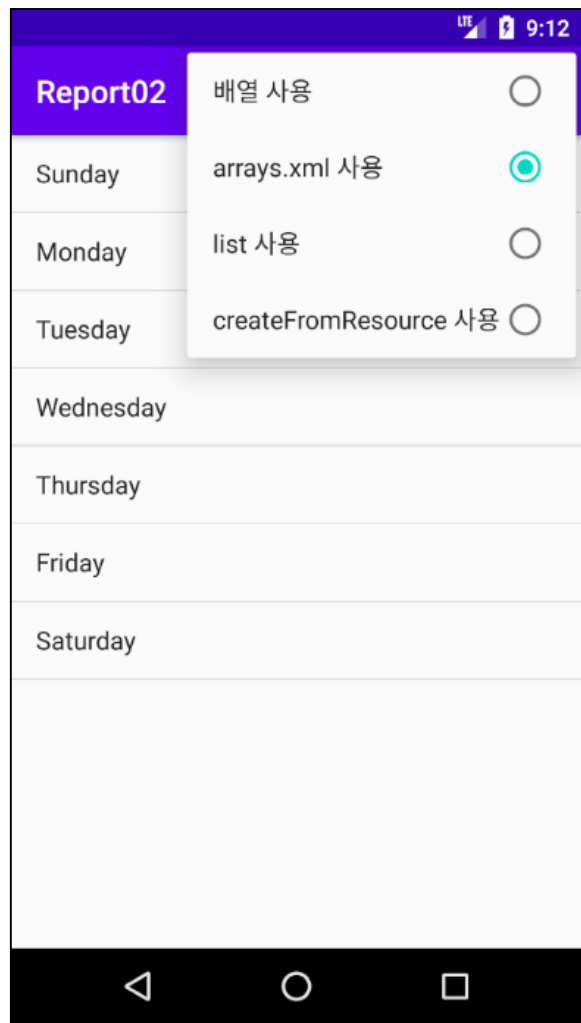 LTE 9:12
Report02
배열 사용
arrays.xml 사용
list 사용
createFromResource 사용
Sunday
Monday
Tuesday
Wednesday
Thursday
Friday
Saturday